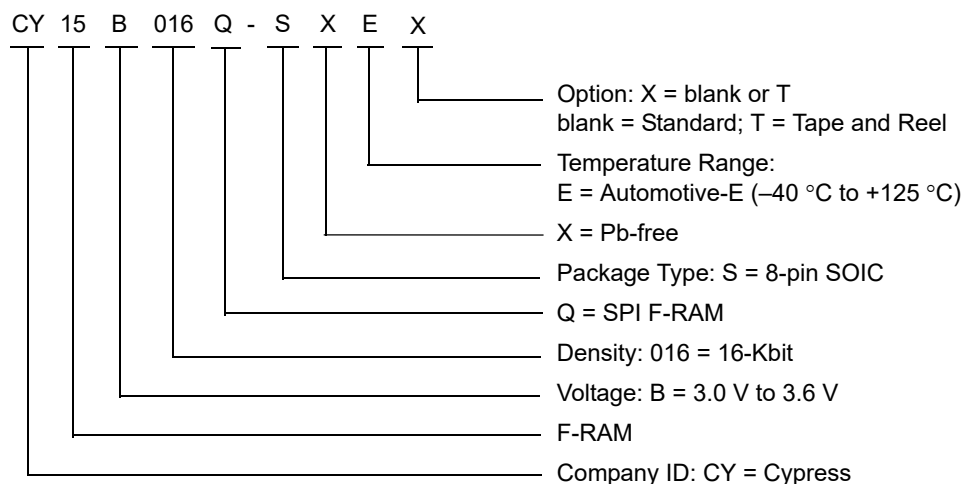 CY 15 B 016 Q - S X E X
Option: X = blank or T
blank = Standard; T = Tape and Reel
Temperature Range:
E = Automotive-E (–40 °C to +125 °C)
X = Pb-free
Package Type: S = 8-pin SOIC
Q = SPI F-RAM
Density: 016 = 16-Kbit
Voltage: B = 3.0 V to 3.6 V
F-RAM
Company ID: CY = Cypress